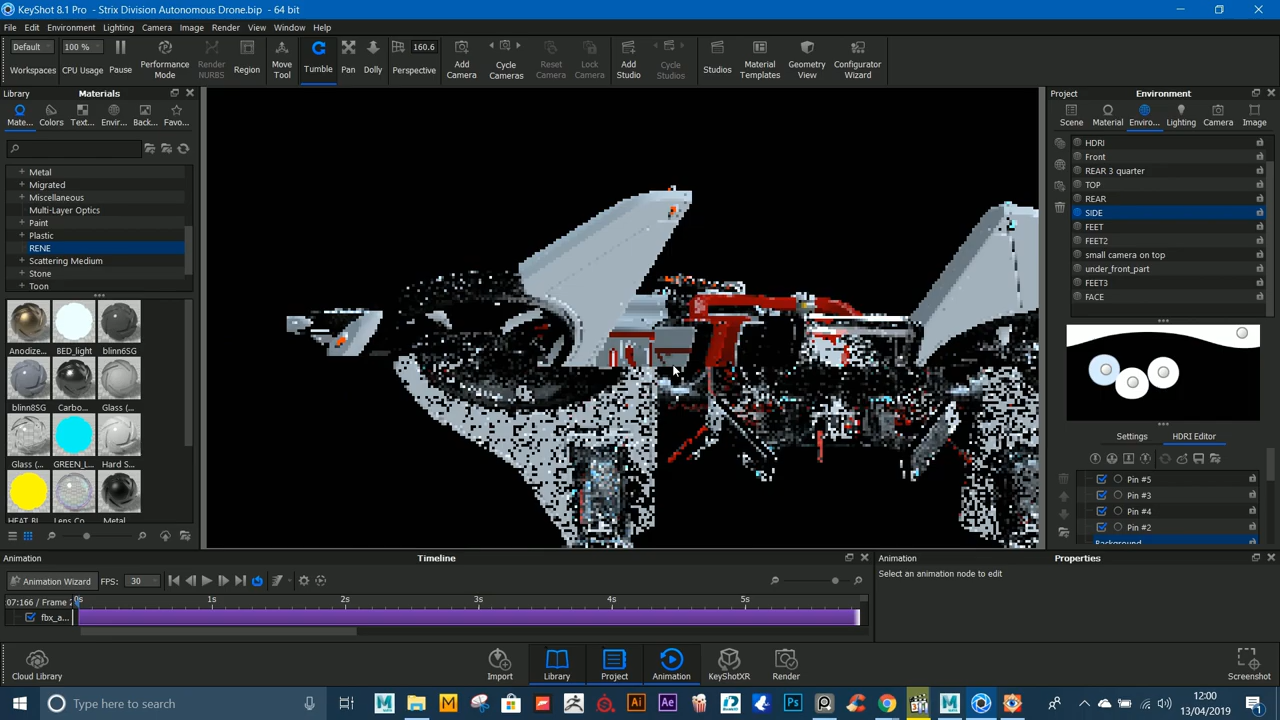 KeyShot 8.1 Pro - Strix Division Autonomous Drone.bip - 64 bit
File Edit Environment Lighting Camera Image Render View Window Help
Default 100 % 160.6
Workspaces CPU Usage Pause Performance Mode Render NURBS Region Move Tool Tumble Pan Dolly Perspective Add Camera Cycle Cameras Reset Camera Lock Camera Add Studio Cycle Studios Studios Material Templates Geometry View Configurator Wizard
Library Materials
Mate... Colors Text... Envir... Back... Favo...
Metal
Migrated
Miscellaneous
Multi-Layer Optics
Paint
Plastic
RENE
Scattering Medium
Stone
Toon
Anodize... BED_light blinn6SG
blinn8SG Carbo... Glass (...
Glass (... GREEN_L... Hard S...
HEAT BL... Lens Co... Metal
Project Environment
Scene Material Enviro... Lighting Camera Image
HDRI
Front
REAR 3 quarter
TOP
REAR
SIDE
FEET
FEET2
small camera on top
under_front_part
FEET3
FACE
Settings HDRI Editor
Pin #5
Pin #3
Pin #4
Pin #2
Background
Animation Timeline
Animation Wizard FPS: 30
07:166 / Frame 2 0s 1s 2s 3s 4s 5s
fbx_a...
Animation Properties
Select an animation node to edit
Cloud Library Import Library Project Animation KeyShotXR Render Screenshot
Type here to search
12:00
13/04/2019